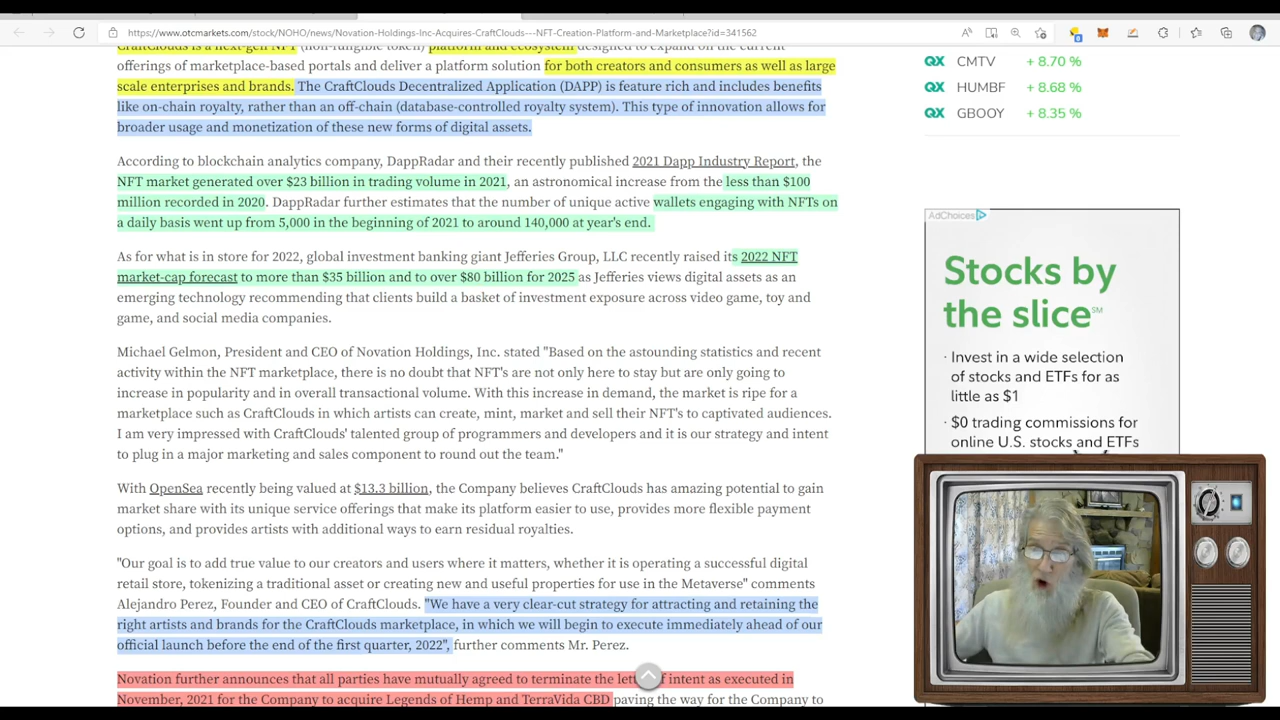 https://www.otcmarkets.com/stock/NOHO/news/Novation-Holdings-Inc-Acquires-CraftClouds---NFT-Creation-Platform-and-Marketplace?id=341562
CraftClouds is a next-gen NFT (non-fungible token) platform and ecosystem designed to expand on the current
offerings of marketplace-based portals and deliver a platform solution for both creators and consumers as well as large
scale enterprises and brands. The CraftClouds Decentralized Application (DAPP) is feature rich and includes benefits
like on-chain royalty, rather than an off-chain (database-controlled royalty system). This type of innovation allows for
broader usage and monetization of these new forms of digital assets.
According to blockchain analytics company, DappRadar and their recently published 2021 Dapp Industry Report, the
NFT market generated over $23 billion in trading volume in 2021, an astronomical increase from the less than $100
million recorded in 2020. DappRadar further estimates that the number of unique active wallets engaging with NFTs on
a daily basis went up from 5,000 in the beginning of 2021 to around 140,000 at year's end.
As for what is in store for 2022, global investment banking giant Jefferies Group, LLC recently raised its 2022 NFT
market-cap forecast to more than $35 billion and to over $80 billion for 2025 as Jefferies views digital assets as an
emerging technology recommending that clients build a basket of investment exposure across video game, toy and
game, and social media companies.
Michael Gelmon, President and CEO of Novation Holdings, Inc. stated "Based on the astounding statistics and recent
activity within the NFT marketplace, there is no doubt that NFT's are not only here to stay but are only going to
increase in popularity and in overall transactional volume. With this increase in demand, the market is ripe for a
marketplace such as CraftClouds in which artists can create, mint, market and sell their NFT's to captivated audiences.
I am very impressed with CraftClouds' talented group of programmers and developers and it is our strategy and intent
to plug in a major marketing and sales component to round out the team."
With OpenSea recently being valued at $13.3 billion, the Company believes CraftClouds has amazing potential to gain
market share with its unique service offerings that make its platform easier to use, provides more flexible payment
options, and provides artists with additional ways to earn residual royalties.
"Our goal is to add true value to our creators and users where it matters, whether it is operating a successful digital
retail store, tokenizing a traditional asset or creating new and useful properties for use in the Metaverse" comments
Alejandro Perez, Founder and CEO of CraftClouds. "We have a very clear-cut strategy for attracting and retaining the
right artists and brands for the CraftClouds marketplace, in which we will begin to execute immediately ahead of our
official launch before the end of the first quarter, 2022", further comments Mr. Perez.
Novation further announces that all parties have mutually agreed to terminate the letter of intent as executed in
November, 2021 for the Company to acquire Legends of Hemp and TerraVida CBD paving the way for the Company to
QX CMTV + 8.70 %
QX HUMBF + 8.68 %
QX GBOOY + 8.35 %
AdChoices
Stocks by
the slice℠
· Invest in a wide selection
of stocks and ETFs for as
little as $1
· $0 trading commissions for
online U.S. stocks and ETFs